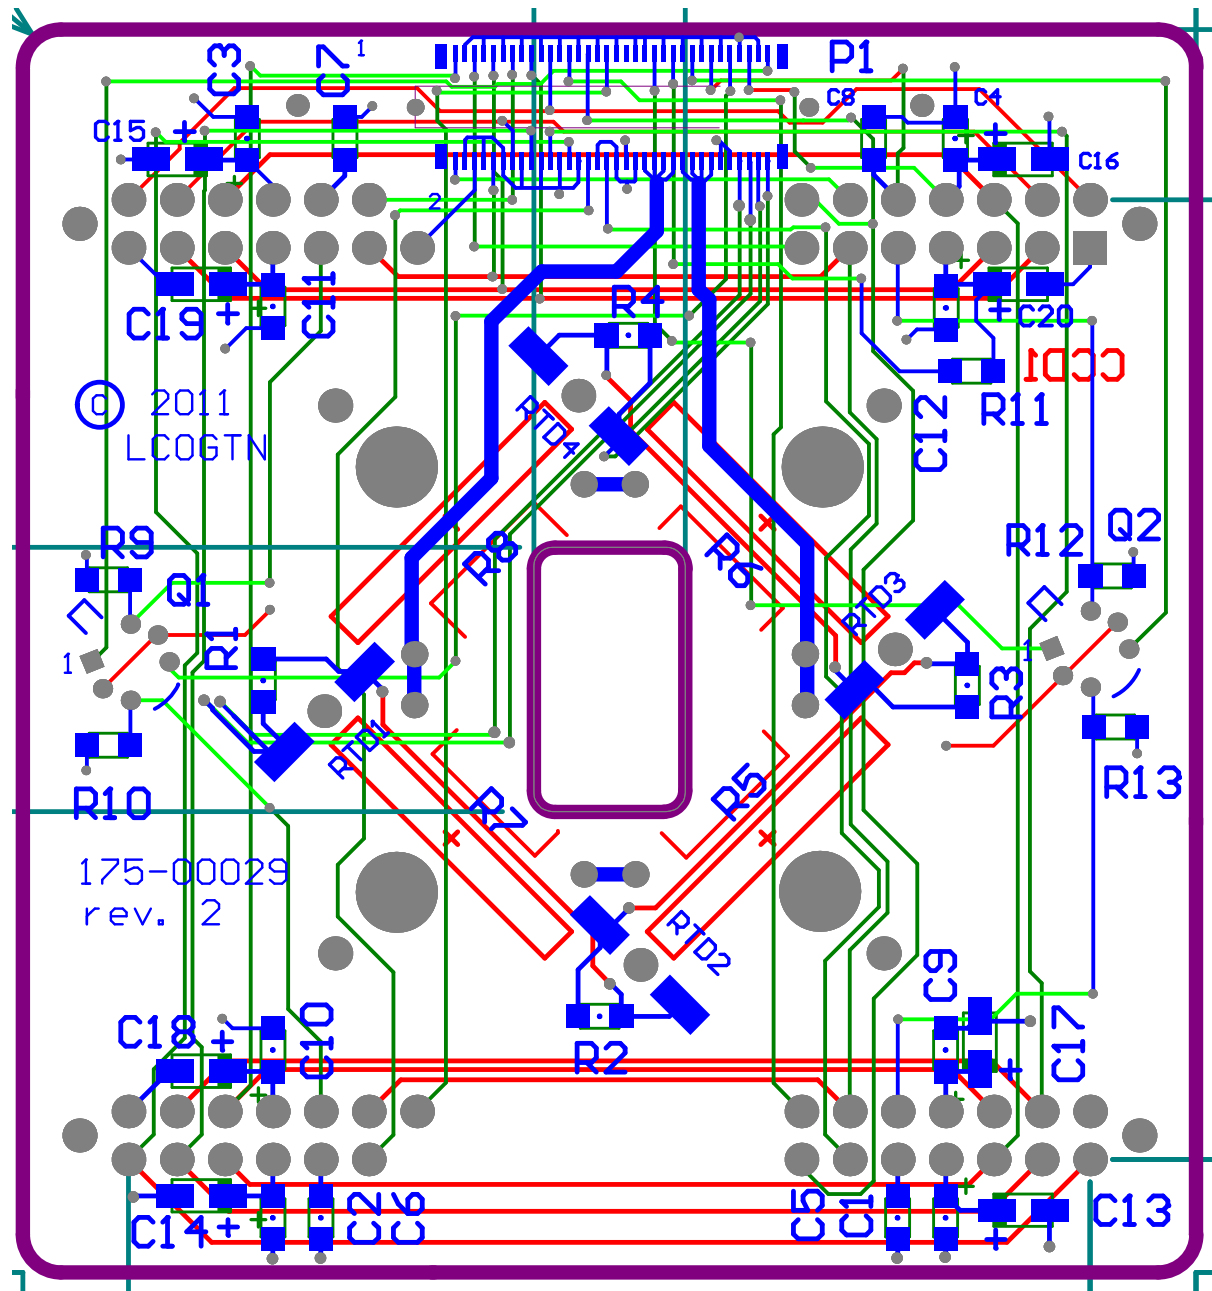 C3
C7
1
P1
C8
C4
C15
+
+
C16
2
C19
+
C11
R4
+
C20
CCD1
© 2011
LCOGTN
RTD4
C12
R11
R9
Q1
R8
R6
R12
Q2
RTD3
1
R1
1
R3
RTD1
R10
R7
R5
R13
175-00029
rev. 2
RTD2
C9
C18
+
C10
R2
C17
+
C14
+
C2
C6
C5
C1
+
C13